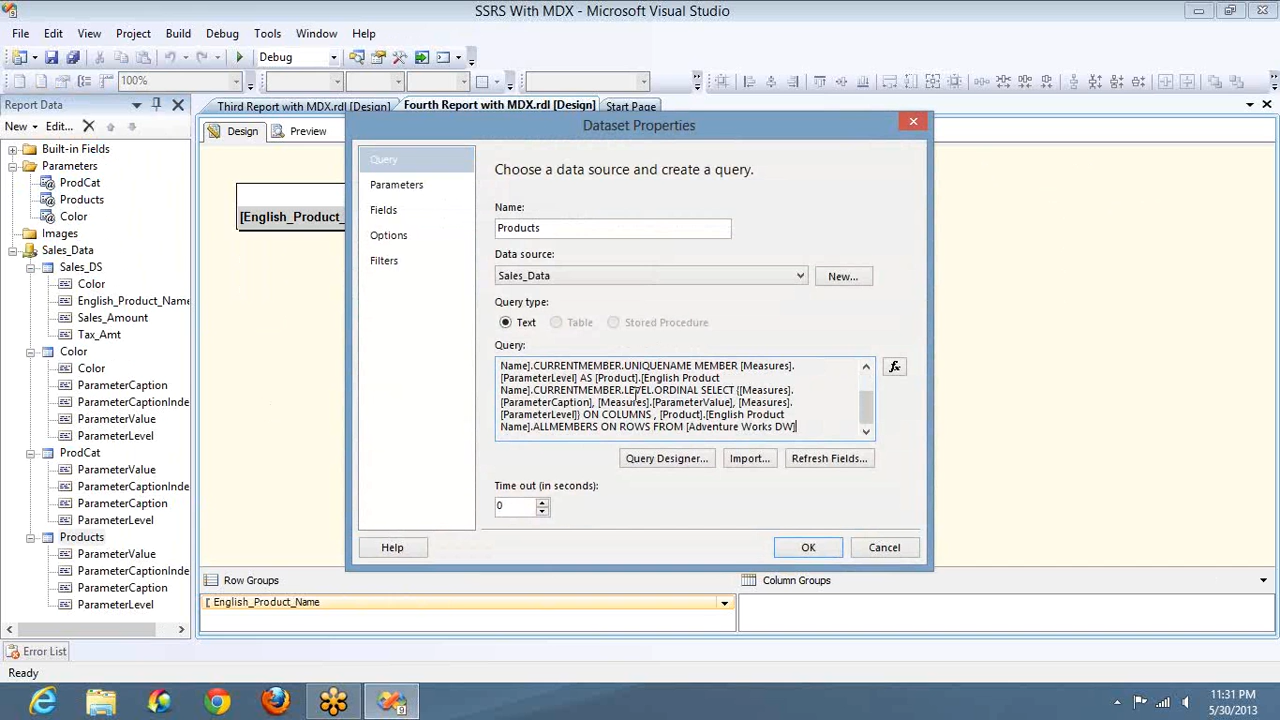 SSRS With MDX - Microsoft Visual Studio
File Edit View Project Build Debug Tools Window Help
Debug
100%
Report Data
Third Report with MDX.rdl [Design] Fourth Report with MDX.rdl [Design] Start Page
New Edit...
Design Preview
Built-in Fields
Parameters
ProdCat
Products
Color
Images
Sales_Data
Sales_DS
Color
English_Product_Name
Sales_Amount
Tax_Amt
Color
Color
ParameterCaption
ParameterCaptionInde
ParameterValue
ParameterLevel
ProdCat
ParameterValue
ParameterCaption
ParameterLevel
Products
ParameterValue
ParameterCaptionInde
ParameterCaption
ParameterLevel
[English_Product_
Dataset Properties
Query
Parameters
Fields
Options
Filters
Choose a data source and create a query.
Name:
Products
Data source:
Sales_Data
New...
Query type:
Text Table Stored Procedure
Query:
Name].CURRENTMEMBER.UNIQUENAME MEMBER [Measures].
[ParameterLevel] AS [Product].[English Product
Name].CURRENTMEMBER.LEVEL.ORDINAL SELECT {[Measures].
[ParameterCaption], [Measures].[ParameterValue], [Measures].
[ParameterLevel]} ON COLUMNS , [Product].[English Product
Name].ALLMEMBERS ON ROWS FROM [Adventure Works DW]
fx
Query Designer... Import... Refresh Fields...
Time out (in seconds):
0
Help OK Cancel
Row Groups Column Groups
[ English_Product_Name
Error List
Ready
11:31 PM
5/30/2013